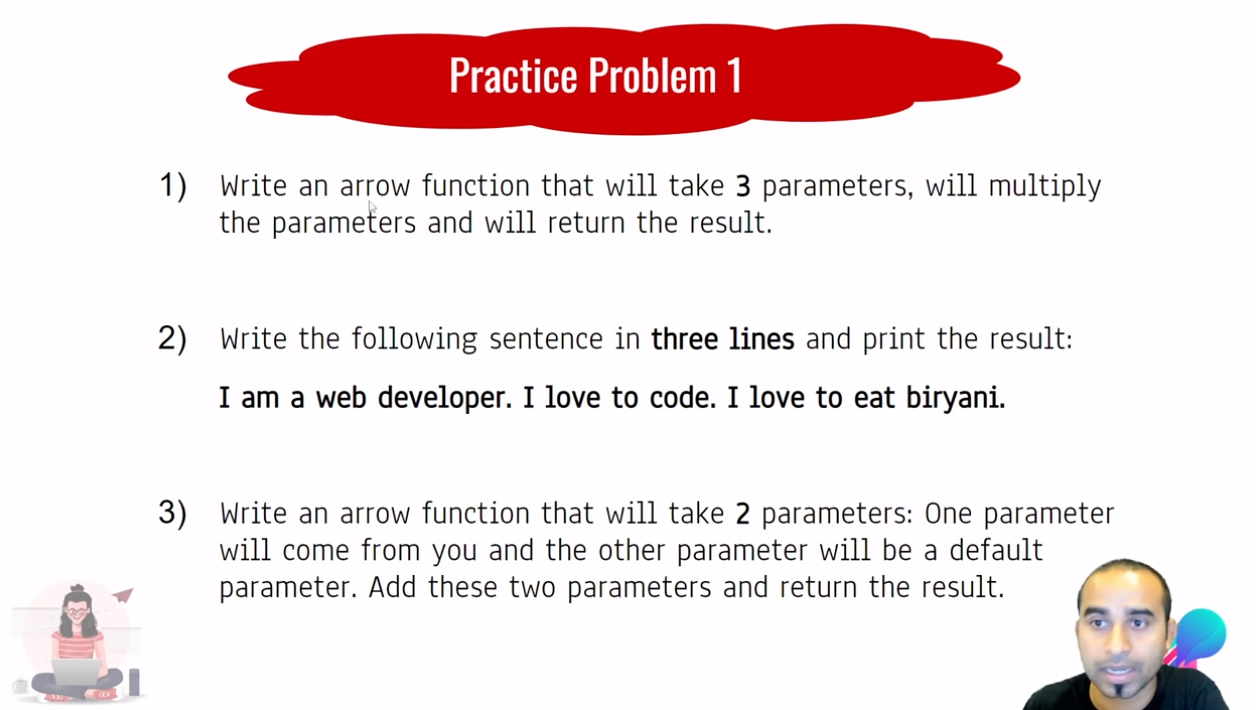 Practice Problem 1
1) Write an arrow function that will take 3 parameters, will multiply
the parameters and will return the result.
2) Write the following sentence in three lines and print the result:
I am a web developer. I love to code. I love to eat biryani.
3) Write an arrow function that will take 2 parameters: One parameter
will come from you and the other parameter will be a default
parameter. Add these two parameters and return the result.